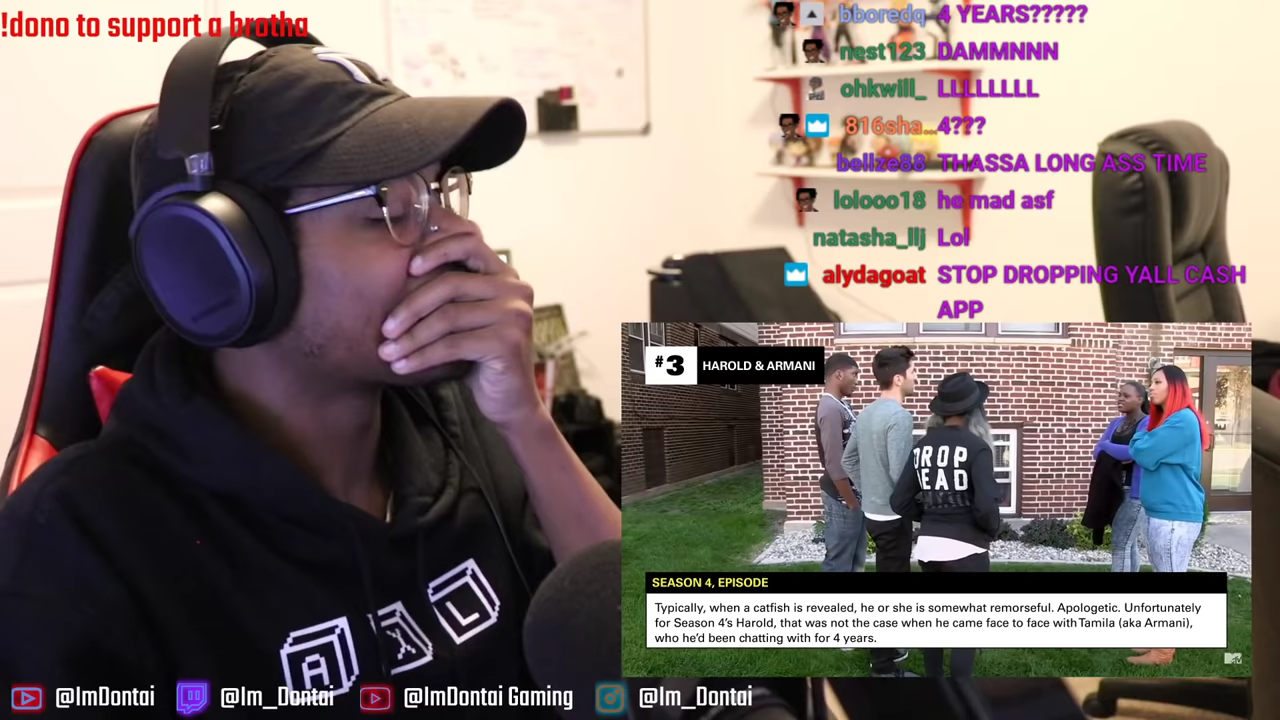 !dono to support a brotha
bboredq 4 YEARS?????
nest123 DAMMNNN
ohkwill_ LLLLLLLL
816sha... 4???
bellze88 THASSA LONG ASS TIME
lolooo18 he mad asf
natasha_llj Lol
alydagoat STOP DROPPING YALL CASH
APP
#3 HAROLD & ARMANI
DROP
DEAD
SEASON 4, EPISODE
Typically, when a catfish is revealed, he or she is somewhat remorseful. Apologetic. Unfortunately
for Season 4's Harold, that was not the case when he came face to face with Tamila (aka Armani),
who he'd been chatting with for 4 years.
A X L
@ImDontai @Im_Dontai @ImDontai Gaming @Im_Dontai